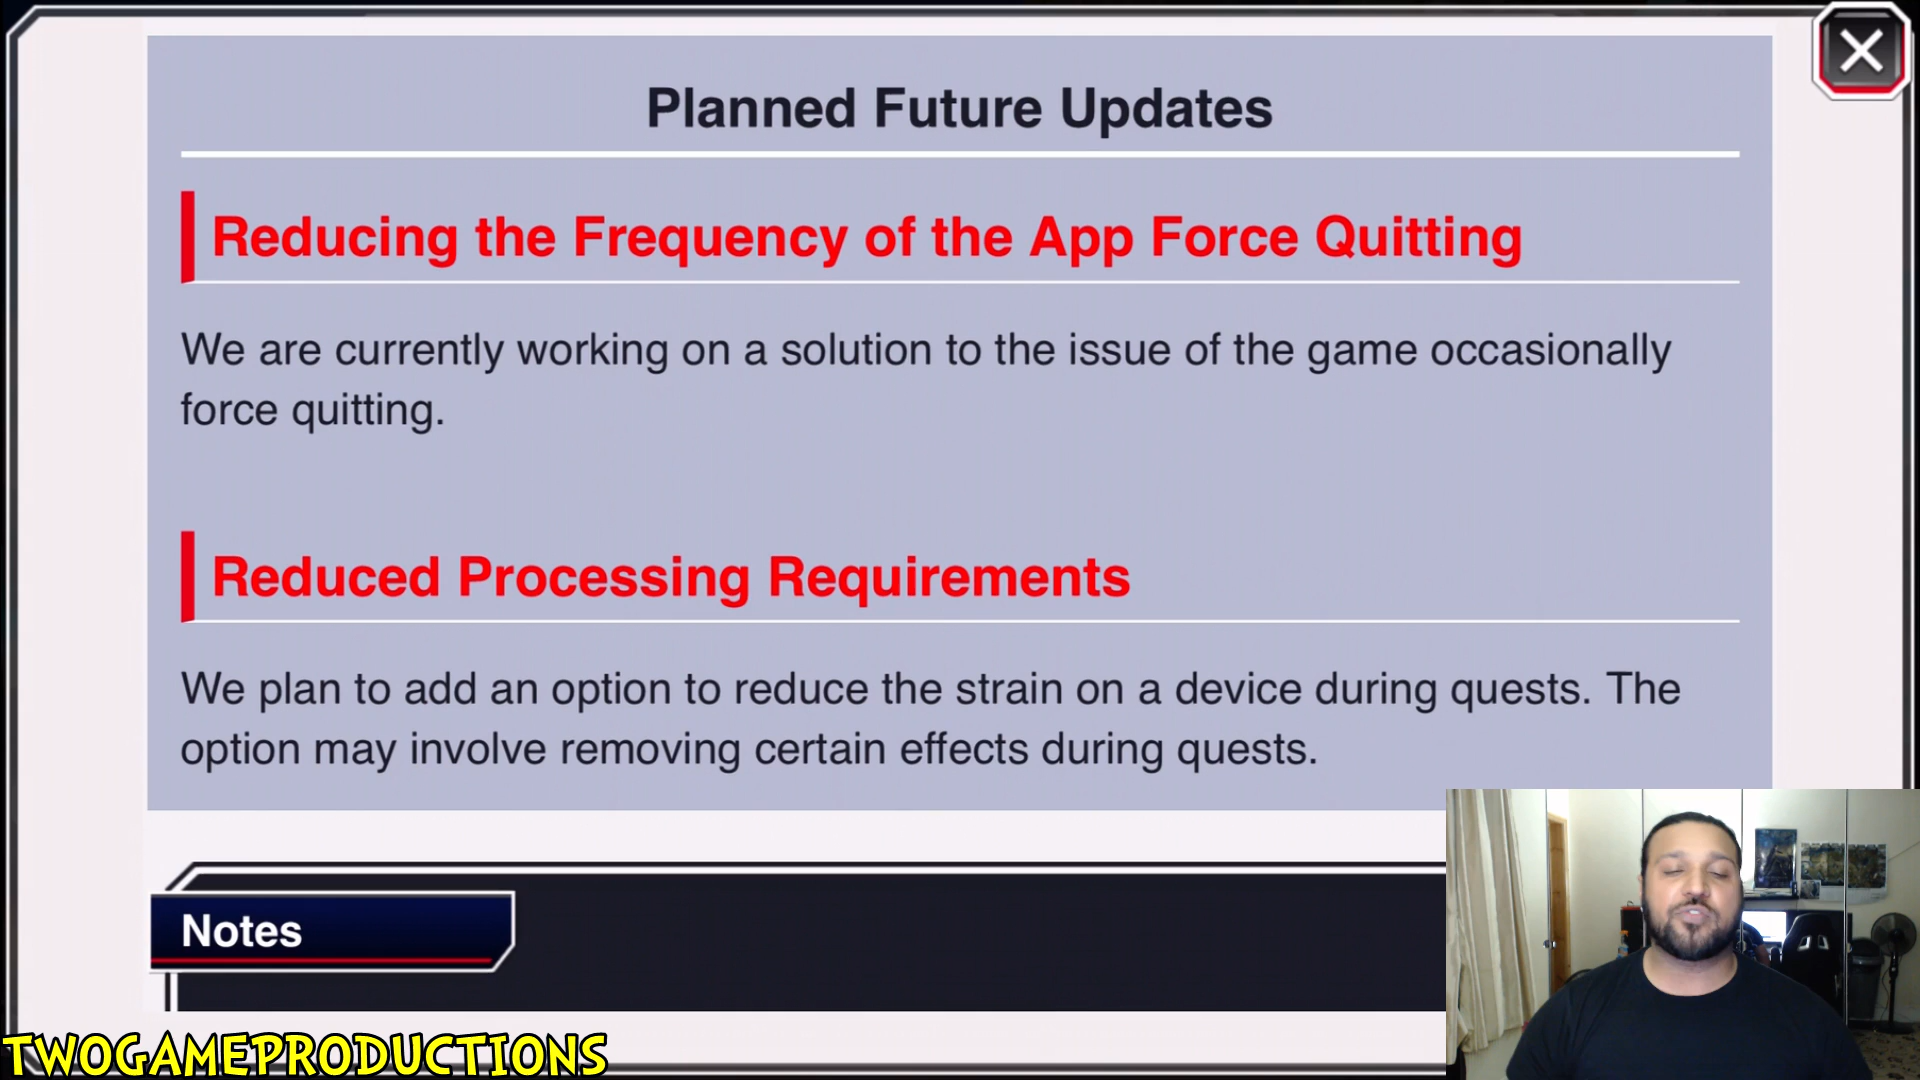 Planned Future Updates
Reducing the Frequency of the App Force Quitting
We are currently working on a solution to the issue of the game occasionally
force quitting.
Reduced Processing Requirements
We plan to add an option to reduce the strain on a device during quests. The
option may involve removing certain effects during quests.
Notes
TWOGAMEPRODUCTIONS